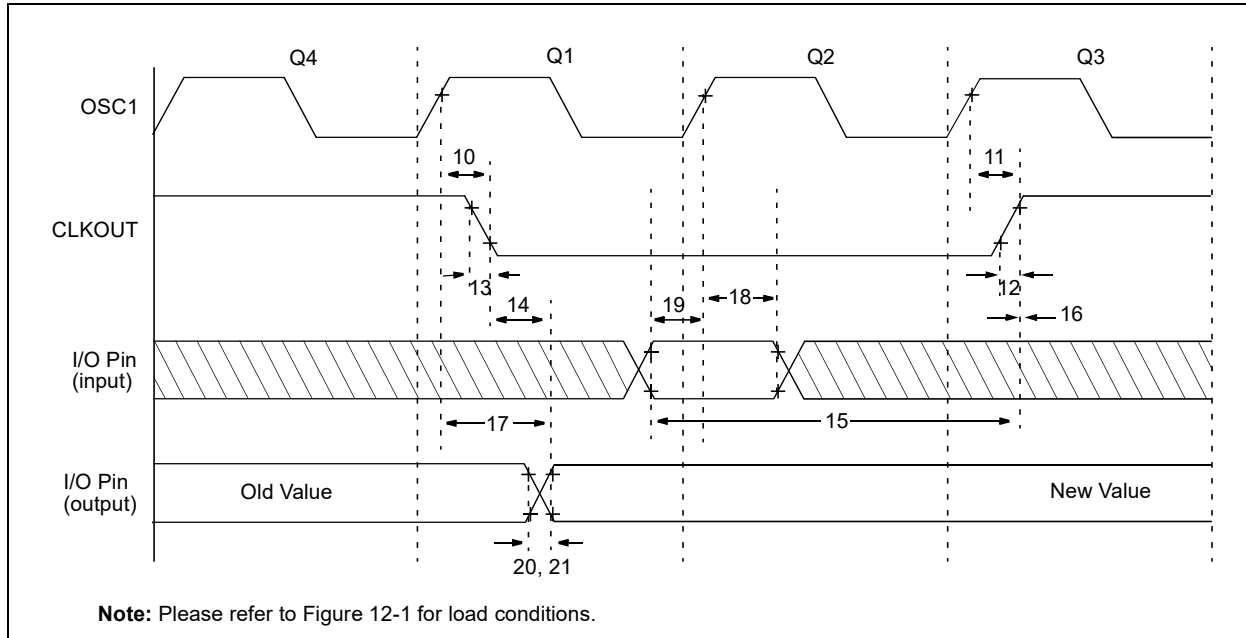 Q4 Q1 Q2 Q3
OSC1
10 11
CLKOUT
13 12
14 19 18 16
I/O Pin
(input)
17 15
I/O Pin
(output)
Old Value New Value
20, 21
Note: Please refer to Figure 12-1 for load conditions.